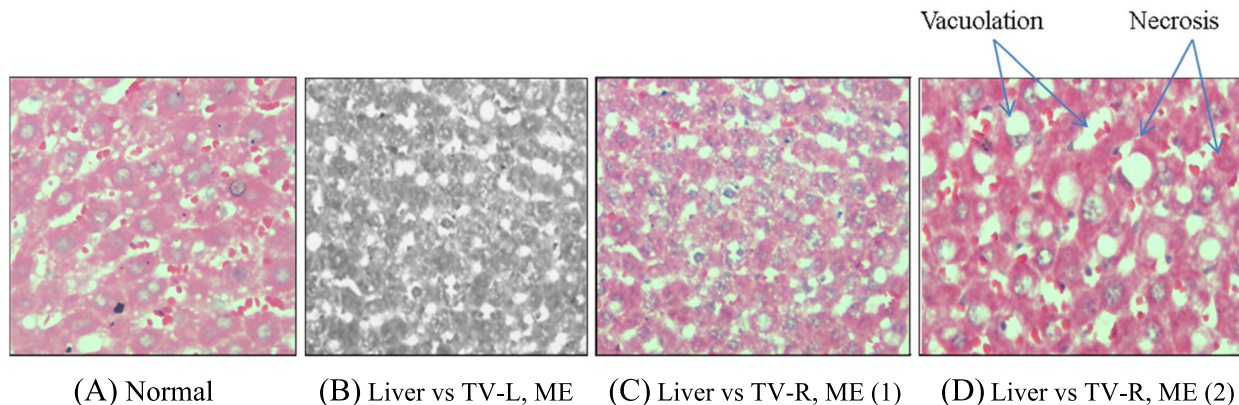 Vacuolation Necrosis
(A) Normal (B) Liver vs TV-L, ME (C) Liver vs TV-R, ME (1) (D) Liver vs TV-R, ME (2)